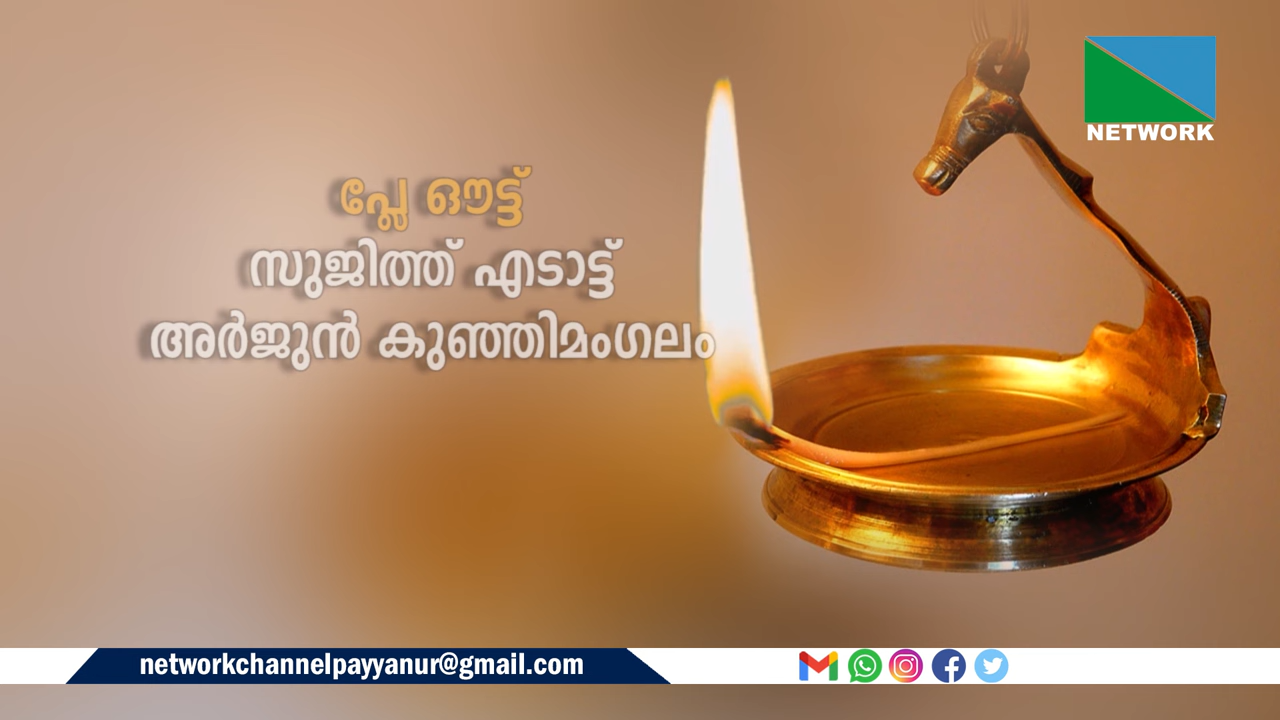 NETWORK
പ്ലേ ഔട്ട്
സുജിത്ത് എടാട്ട്
അർജുൻ കുഞ്ഞിമംഗലം
networkchannelpayyanur@gmail.com